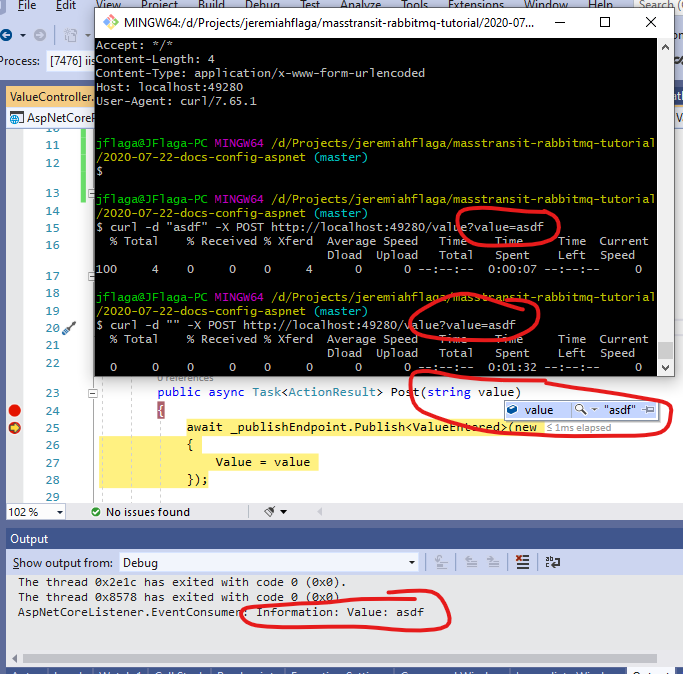 File Edit View Project Build Debug Test Analyze Tools Extensions Window Help Search
MINGW64:/d/Projects/jeremiahflaga/masstransit-rabbitmq-tutorial/2020-07...
Process: [7476] iis
ValueController.
AspNetCoreP
Accept: */*
Content-Length: 4
Content-Type: application/x-www-form-urlencoded
Host: localhost:49280
User-Agent: curl/7.65.1
jflaga@JFlaga-PC MINGW64 /d/Projects/jeremiahflaga/masstransit-rabbitmq-tutorial
/2020-07-22-docs-config-aspnet (master)
$
jflaga@JFlaga-PC MINGW64 /d/Projects/jeremiahflaga/masstransit-rabbitmq-tutorial
/2020-07-22-docs-config-aspnet (master)
$ curl -d "asdf" -X POST http://localhost:49280/value?value=asdf
% Total % Received % Xferd Average Speed Time Time Time Current
Dload Upload Total Spent Left Speed
100 4 0 0 0 4 0 0 --:--:-- 0:00:07 --:--:-- 0
jflaga@JFlaga-PC MINGW64 /d/Projects/jeremiahflaga/masstransit-rabbitmq-tutorial
/2020-07-22-docs-config-aspnet (master)
$ curl -d "" -X POST http://localhost:49280/value?value=asdf
% Total % Received % Xferd Average Speed Time Time Time Current
Dload Upload Total Spent Left Speed
0 0 0 0 0 0 0 0 --:--:-- 0:01:32 --:--:-- 0
10
11
12
13
14
15
16
17
18
19
20
21
22
0 references
23 public async Task<ActionResult> Post(string value)
24 {
value "asdf"
25 await _publishEndpoint.Publish<ValueEntered>(new ≤ 1ms elapsed
26 {
27 Value = value
28 });
29
102 % No issues found
Output
Show output from: Debug
The thread 0x2e1c has exited with code 0 (0x0).
The thread 0x8578 has exited with code 0 (0x0).
AspNetCoreListener.EventConsumer: Information: Value: asdf